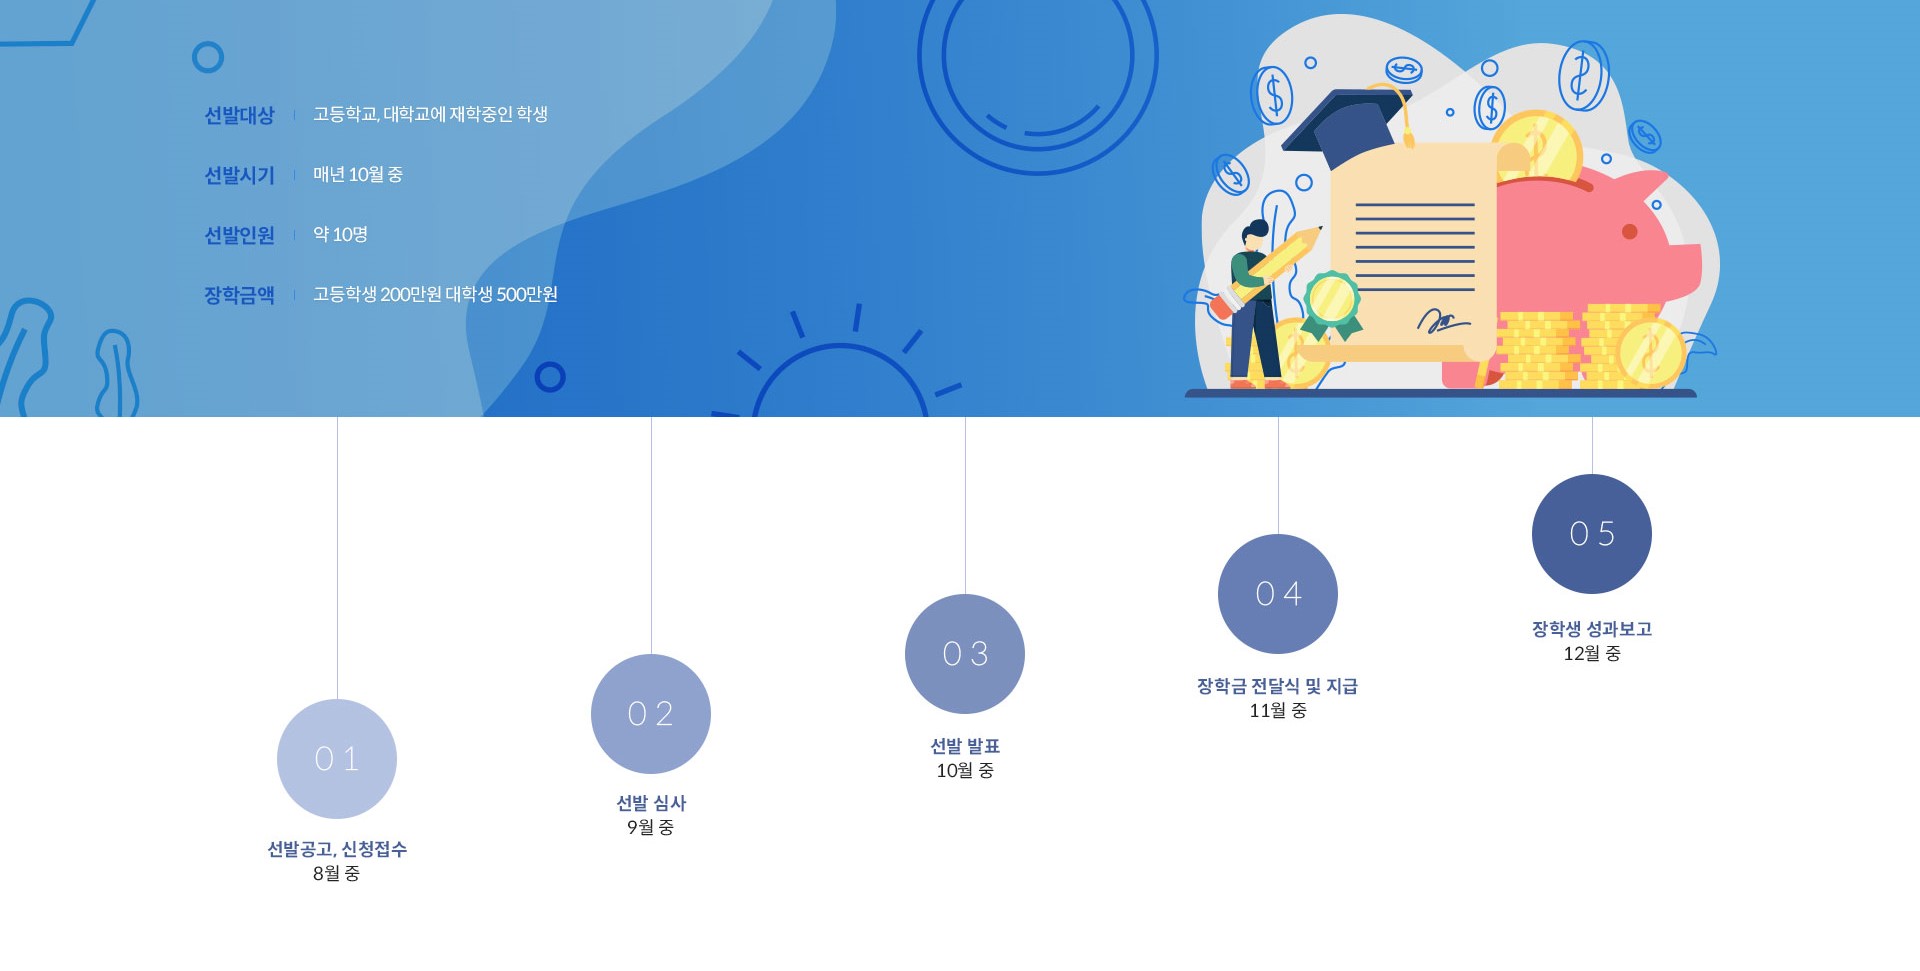 선발대상 고등학교, 대학교에 재학중인 학생
선발시기 매년 10월 중
선발인원 약 10명
장학금액 고등학생 200만원 대학생 500만원
01
선발공고, 신청접수
8월 중
02
선발 심사
9월 중
03
선발 발표
10월 중
04
장학금 전달식 및 지급
11월 중
05
장학생 성과보고
12월 중